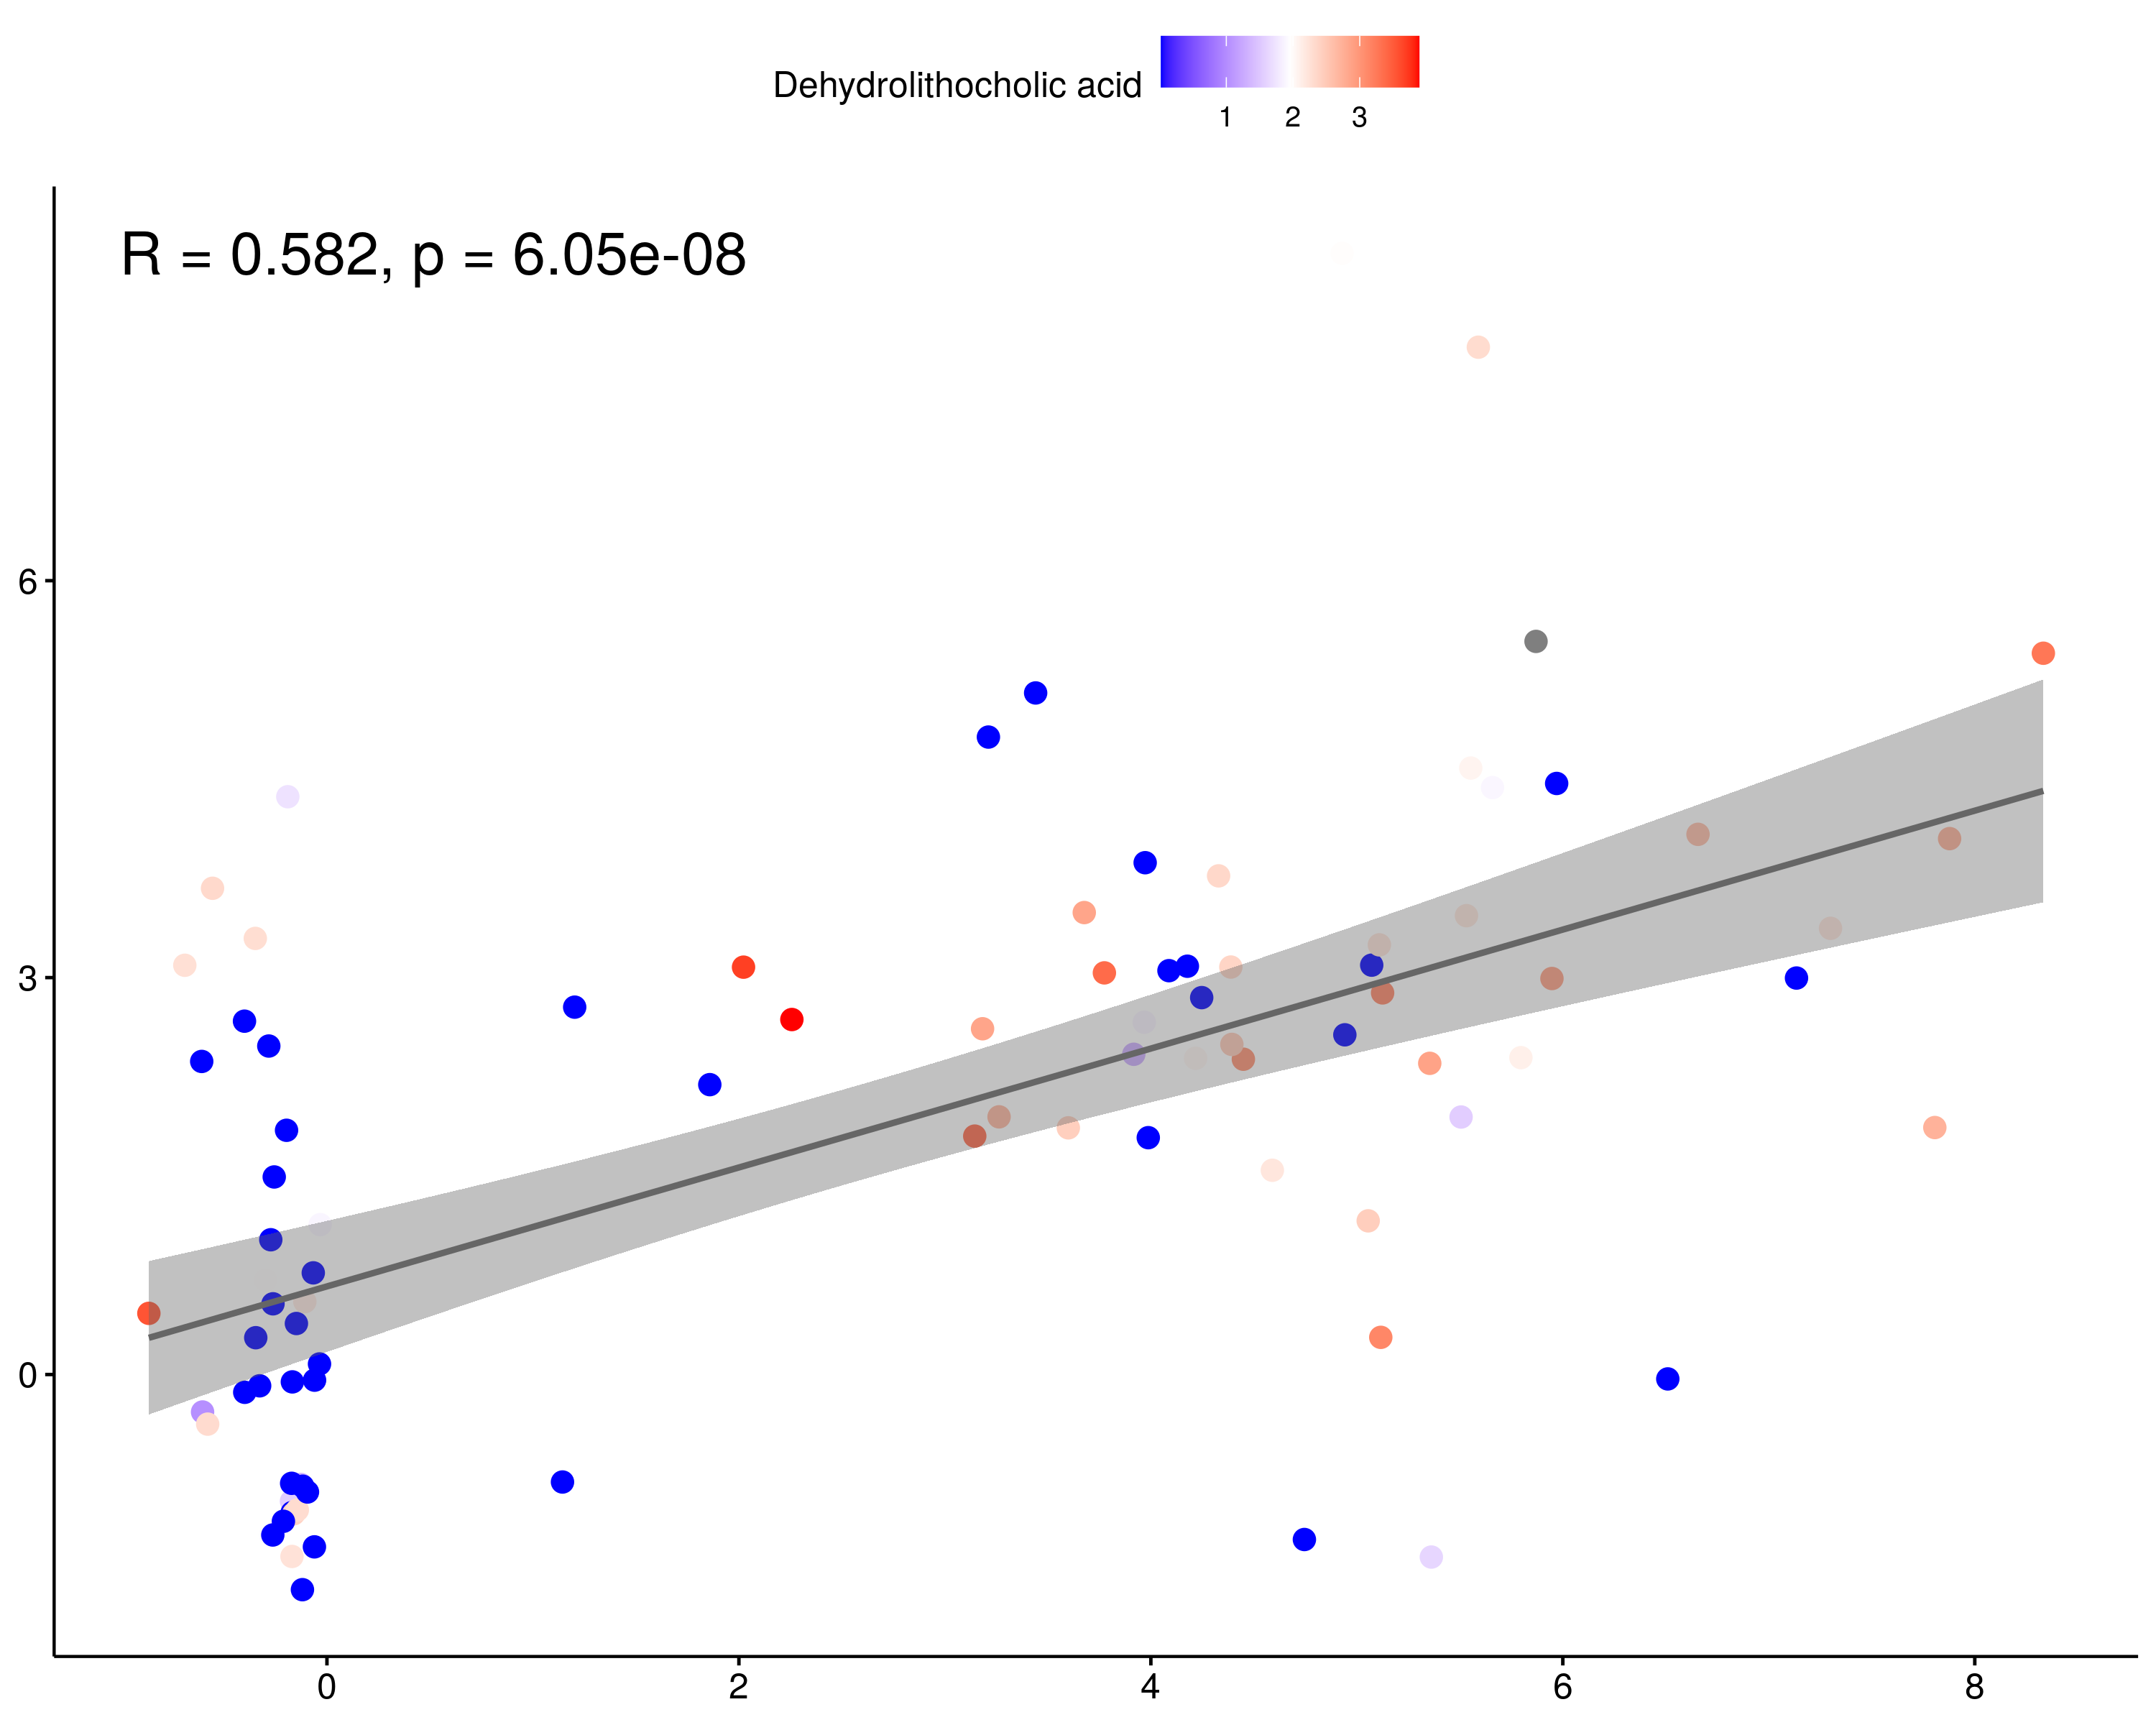 Dehydrolithocholic acid
1 2 3
R = 0.582, p = 6.05e-08
6
3
0
0 2 4 6 8